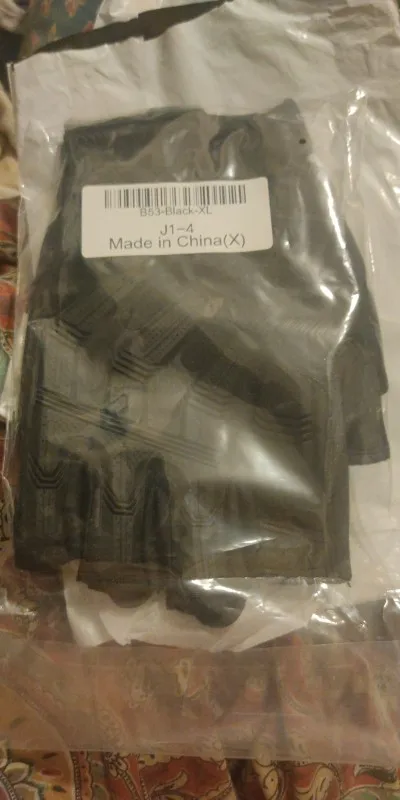 B53-Black-XL
J1-4
Made in China(X)